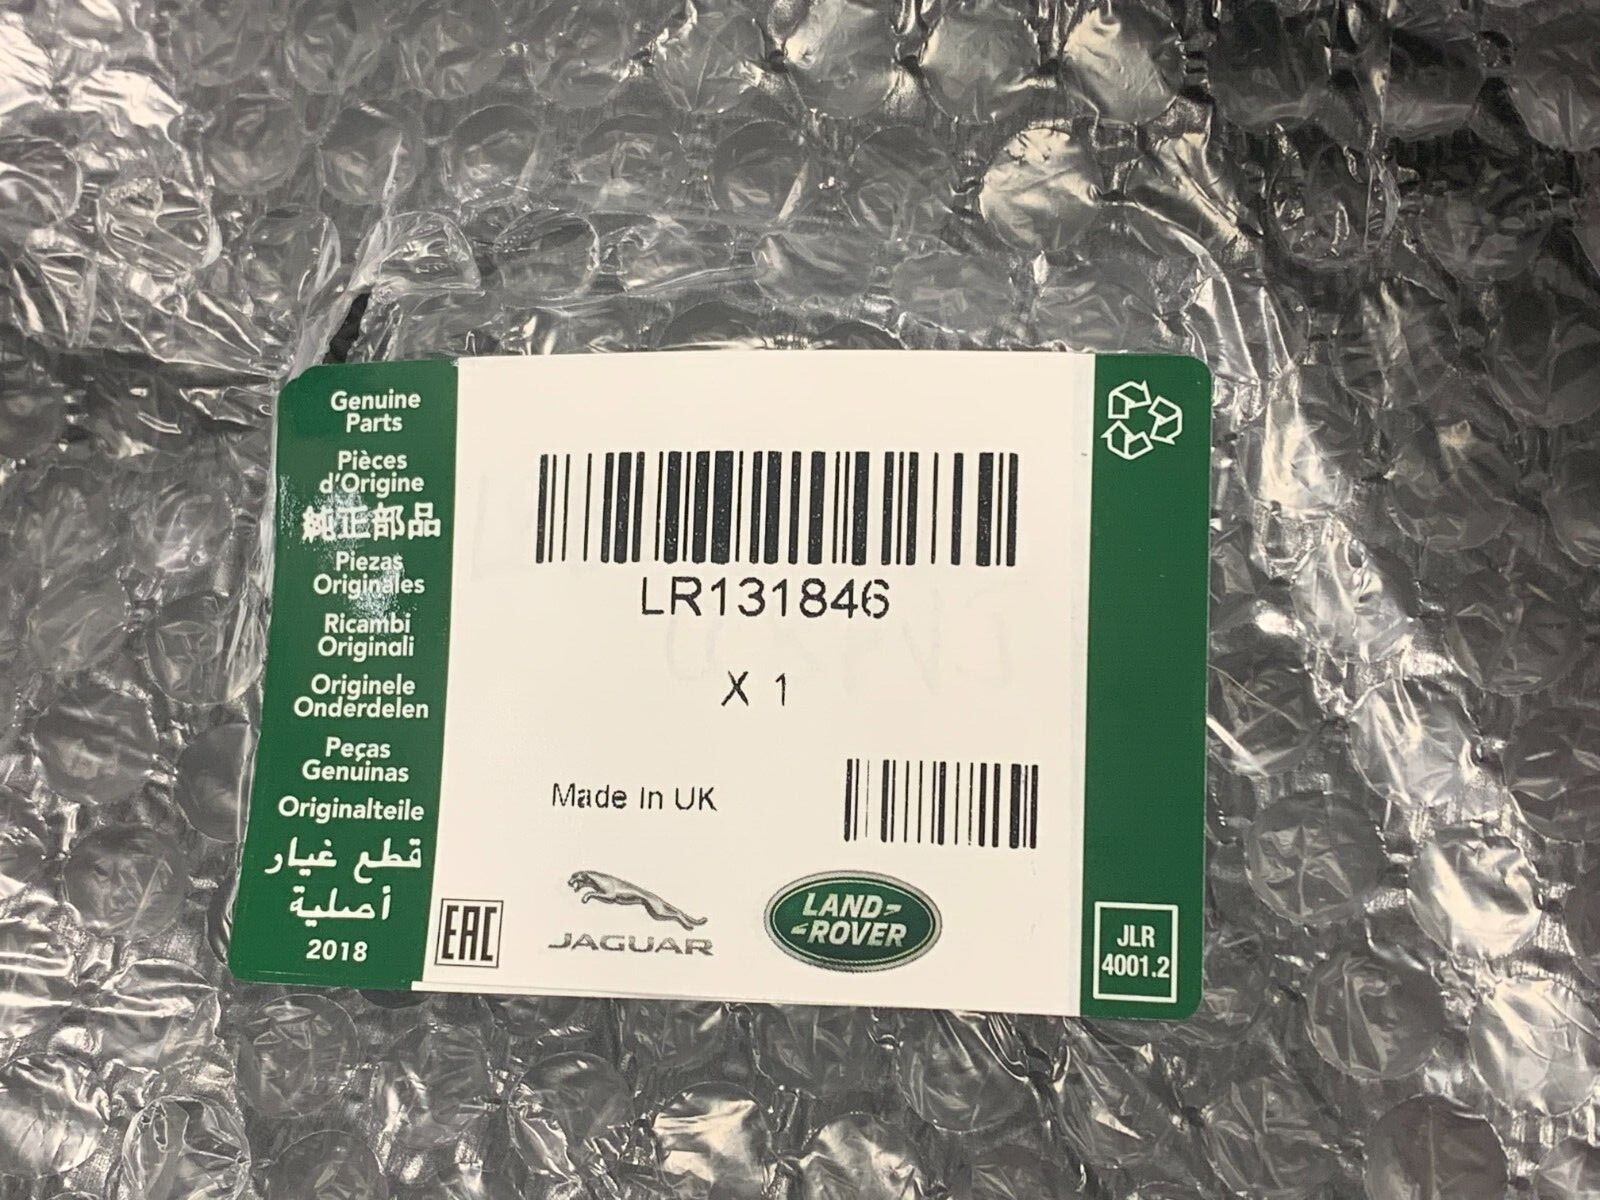 Genuine
Parts
Pièces
d'Origine
純正部品
Piezas
Originales
Ricambi
Originali
Originele
Onderdelen
Peças
Genuinas
Originalteile
قطع غيار
أصلية
2018
LR131846
X 1
Made In UK
EAC
JAGUAR
LAND-
-ROVER
JLR
4001.2